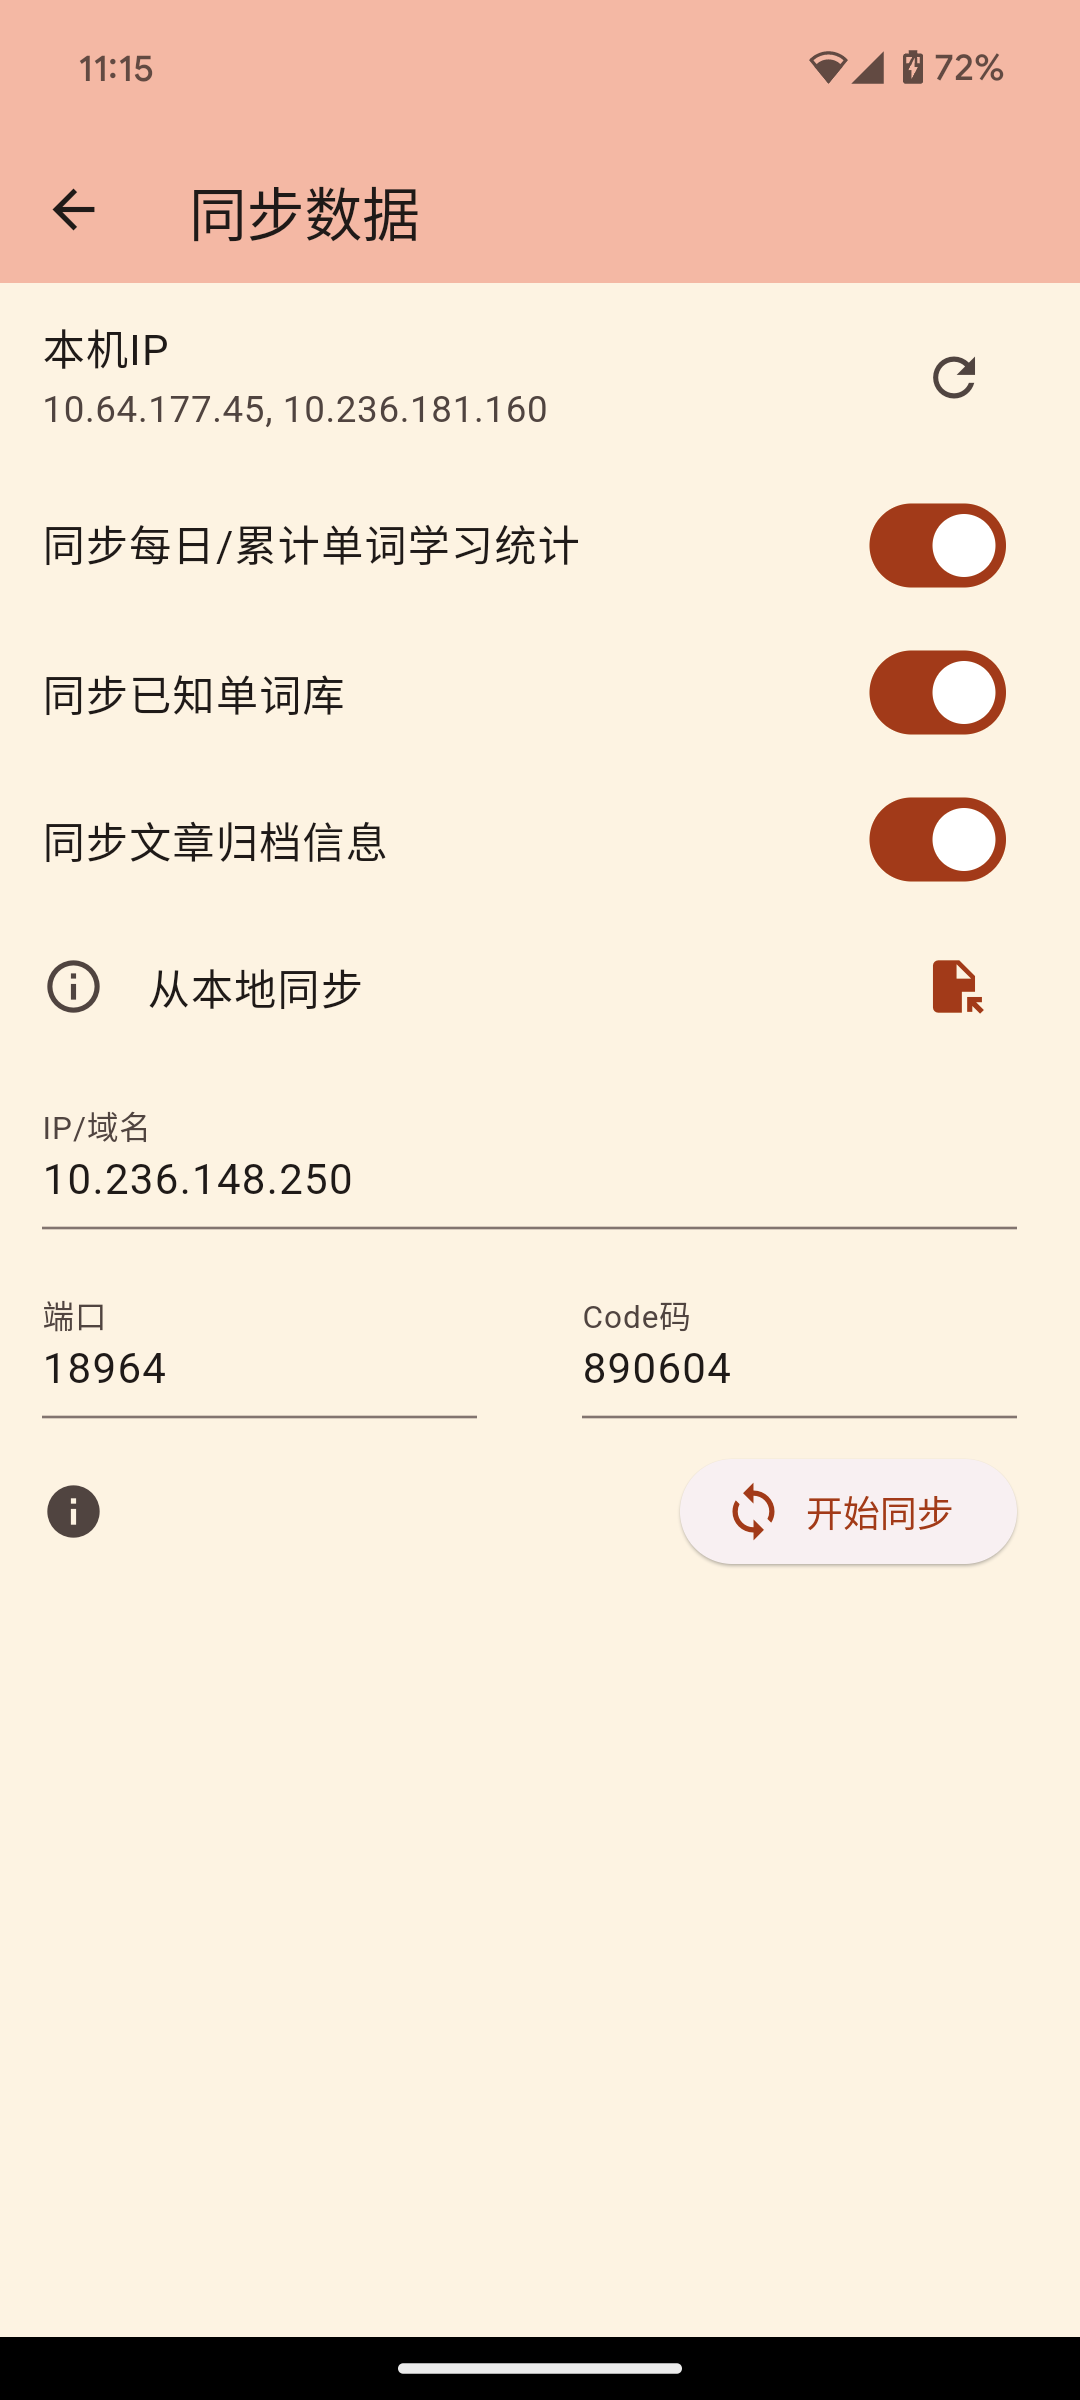 11:15
72%
同步数据
本机IP
10.64.177.45, 10.236.181.160
同步每日/累计单词学习统计
同步已知单词库
同步文章归档信息
从本地同步
IP/域名
10.236.148.250
端口
Code码
18964
890604
开始同步